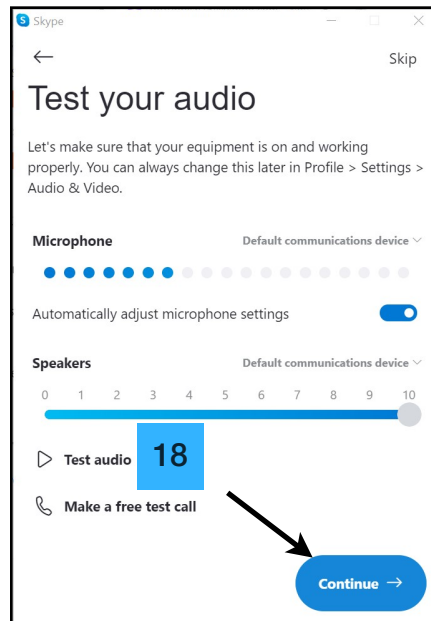 Skype
Skip
Test your audio
Let's make sure that your equipment is on and working
properly. You can always change this later in Profile > Settings >
Audio & Video.
Microphone Default communications device
Automatically adjust microphone settings
Speakers Default communications device
0 1 2 3 4 5 6 7 8 9 10
Test audio 18
Make a free test call
Continue →